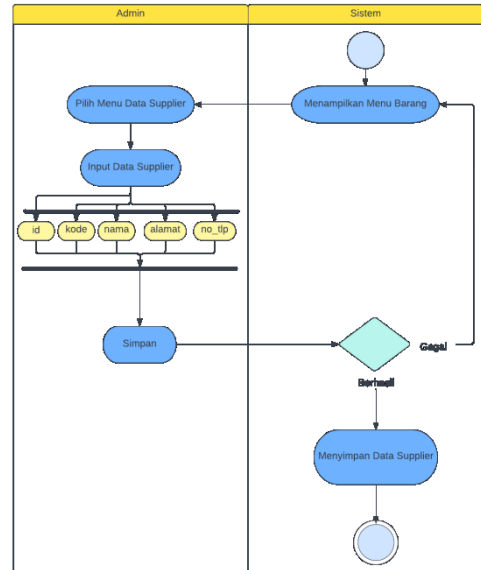 Admin
Sistem
Pilih Menu Data Supplier
Menampilkan Menu Barang
Input Data Supplier
id
kode
nama
alamat
no_tlp
Simpan
Gagal
Berhasil
Menyimpan Data Supplier